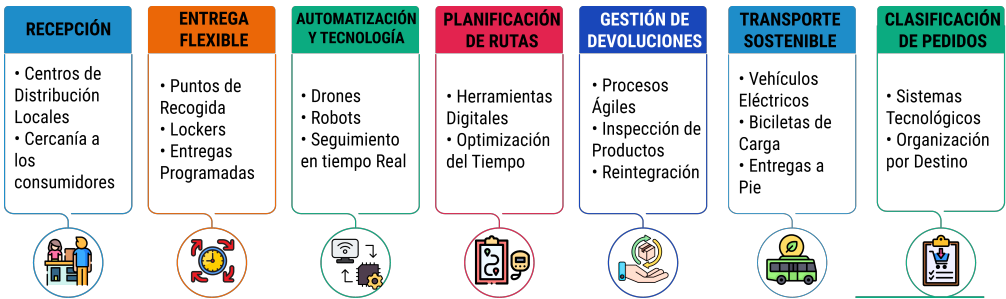 RECEPCIÓN
• Centros de
Distribución
Locales
• Cercanía a
los
consumidores
ENTREGA
FLEXIBLE
• Puntos de
Recogida
• Lockers
• Entregas
Programadas
AUTOMATIZACIÓN
Y TECNOLOGÍA
• Drones
• Robots
• Seguimiento
en tiempo Real
PLANIFICACIÓN
DE RUTAS
• Herramientas
Digitales
• Optimización
del Tiempo
GESTIÓN DE
DEVOLUCIONES
• Procesos
Ágiles
• Inspección de
Productos
• Reintegración
TRANSPORTE
SOSTENIBLE
• Vehículos
Eléctricos
• Biciletas de
Carga
• Entregas a
Pie
CLASIFICACIÓN
DE PEDIDOS
• Sistemas
Tecnológicos
• Organización
por Destino